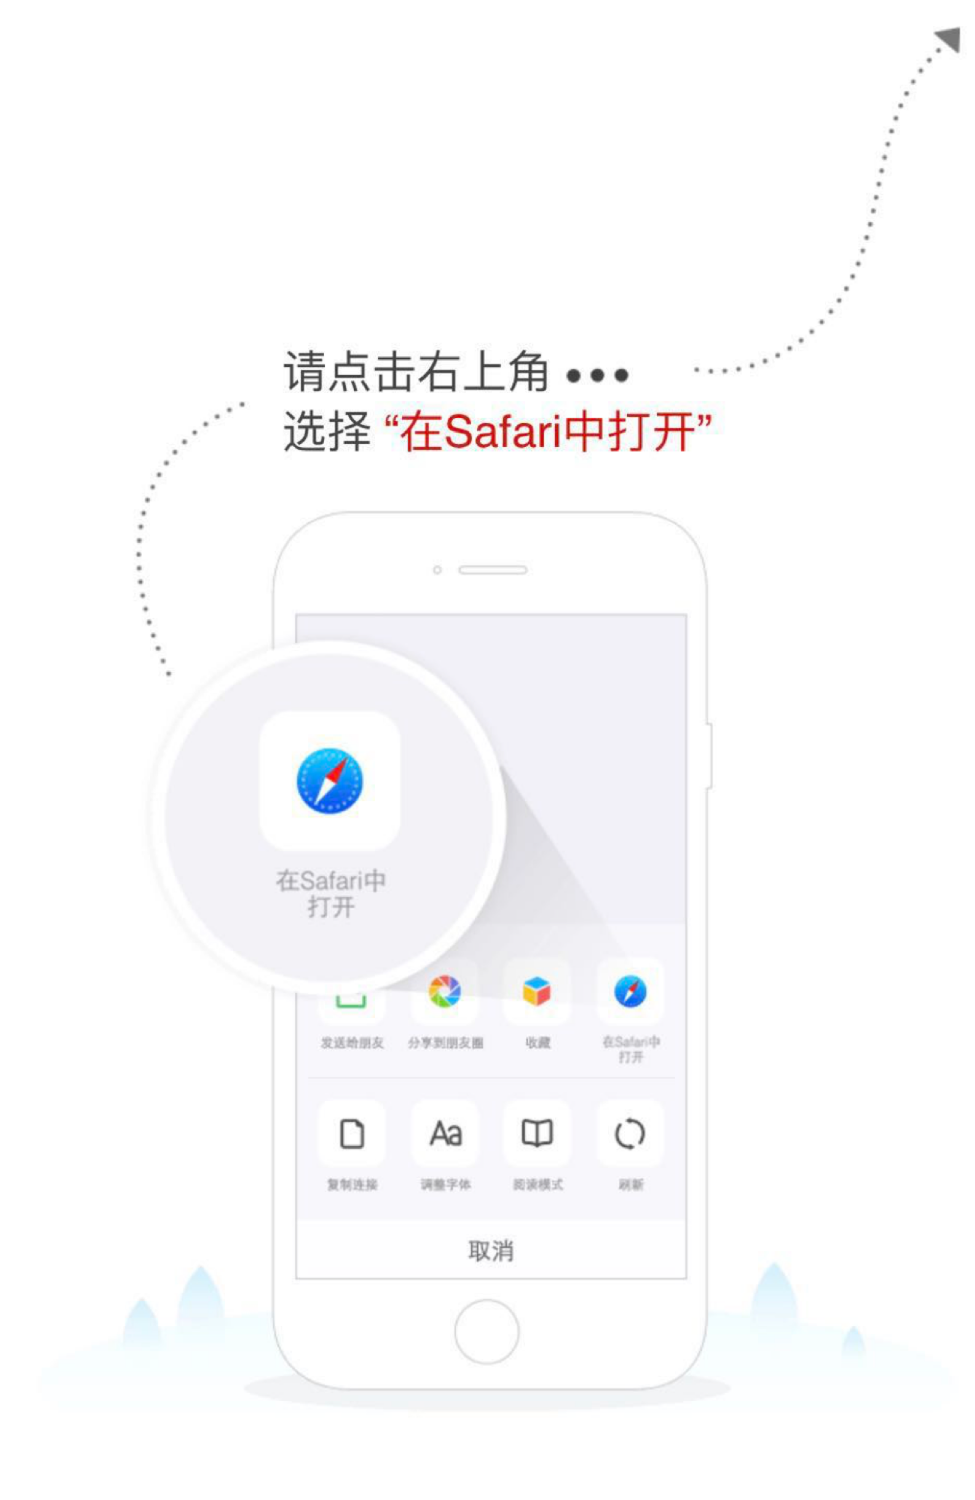 请点击右上角 •••
选择 “在Safari中打开”
在Safari中
打开
发送给朋友 分享到朋友圈 收藏 在Safari中
打开
Aa
复制连接 调整字体 阅读模式 刷新
取消